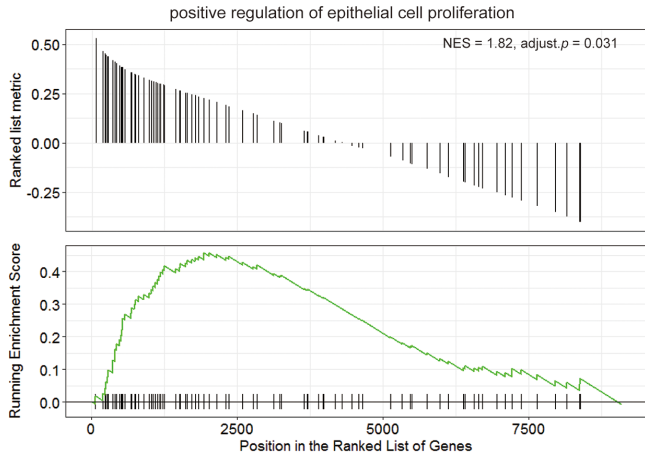 positive regulation of epithelial cell proliferation
NES = 1.82, adjust.p = 0.031
Ranked list metric
0.50
0.25
0.00
-0.25
Running Enrichment Score
0.4
0.3
0.2
0.1
0.0
0 2500 5000 7500
Position in the Ranked List of Genes